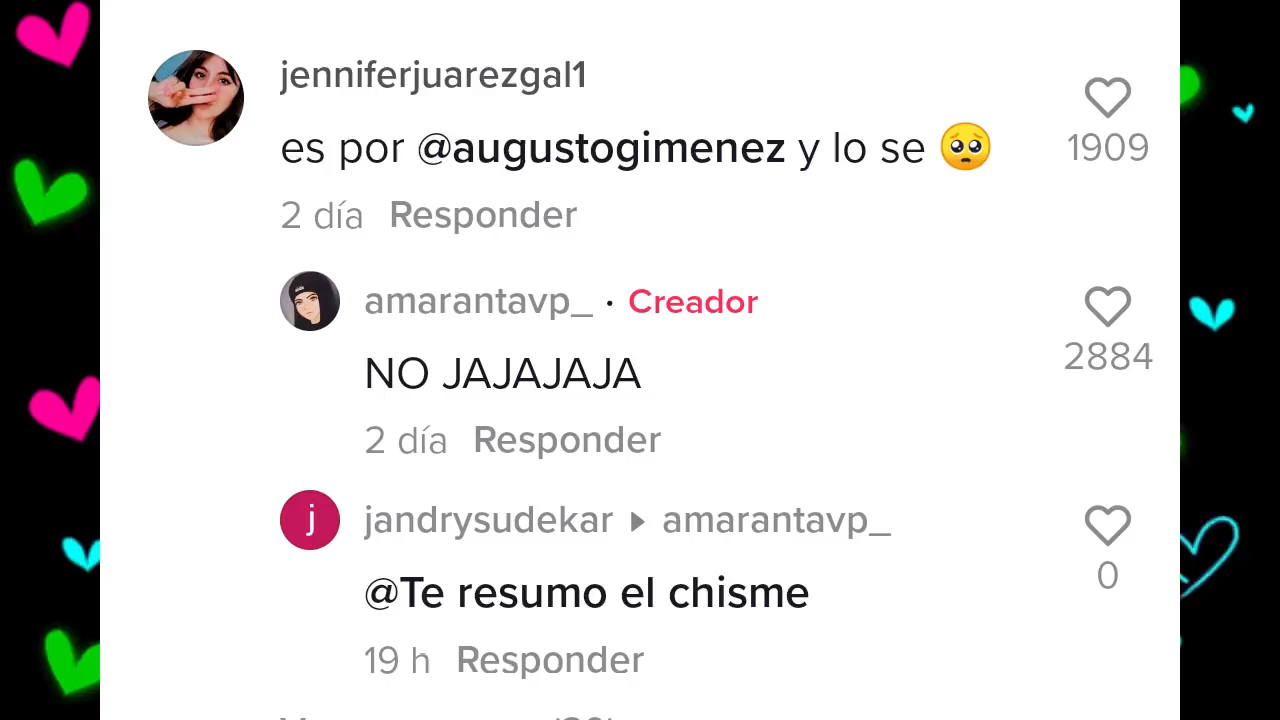 jenniferjuarezgal1
es por @augustogimenez y lo se 🥺
1909
2 día Responder
amarantavp_ · Creador
NO JAJAJAJA
2884
2 día Responder
j
jandrysudekar ▸ amarantavp_
@Te resumo el chisme
0
19 h Responder